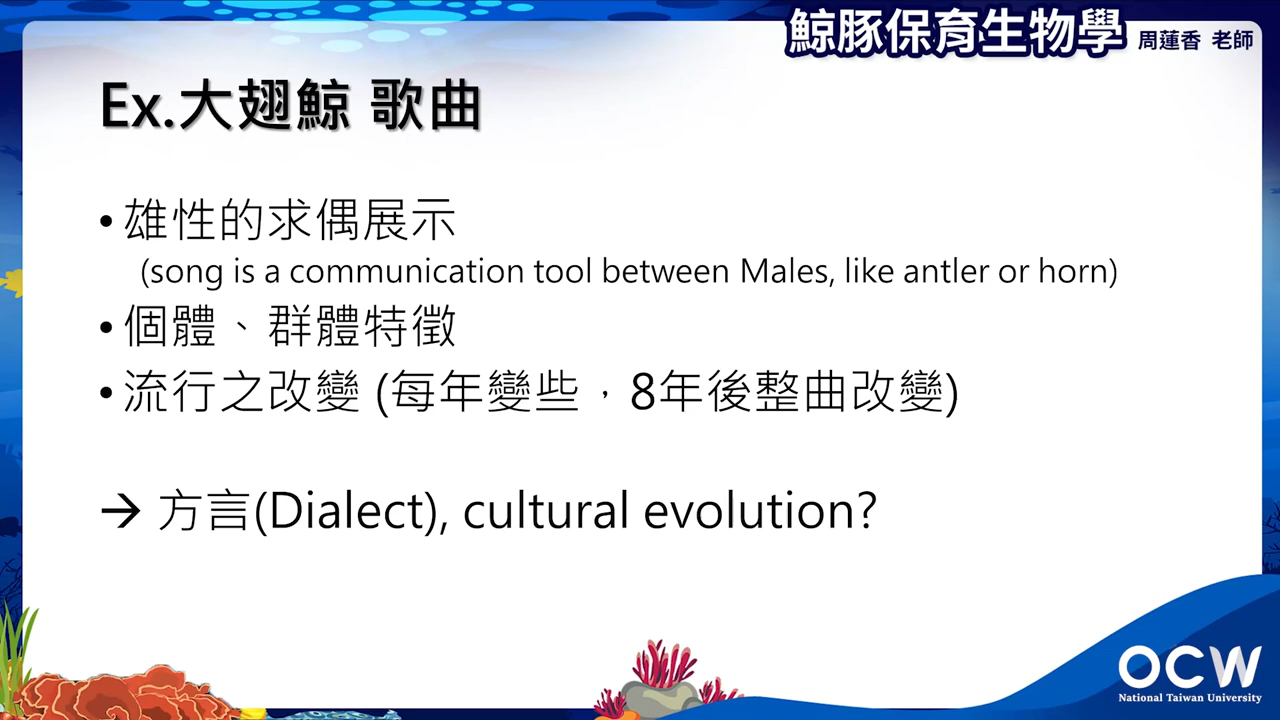 鯨豚保育生物學 周蓮香 老師
Ex.大翅鯨 歌曲
• 雄性的求偶展示
(song is a communication tool between Males, like antler or horn)
• 個體、群體特徵
• 流行之改變 (每年變些，8年後整曲改變)
→ 方言(Dialect), cultural evolution?
OCW
National Taiwan University